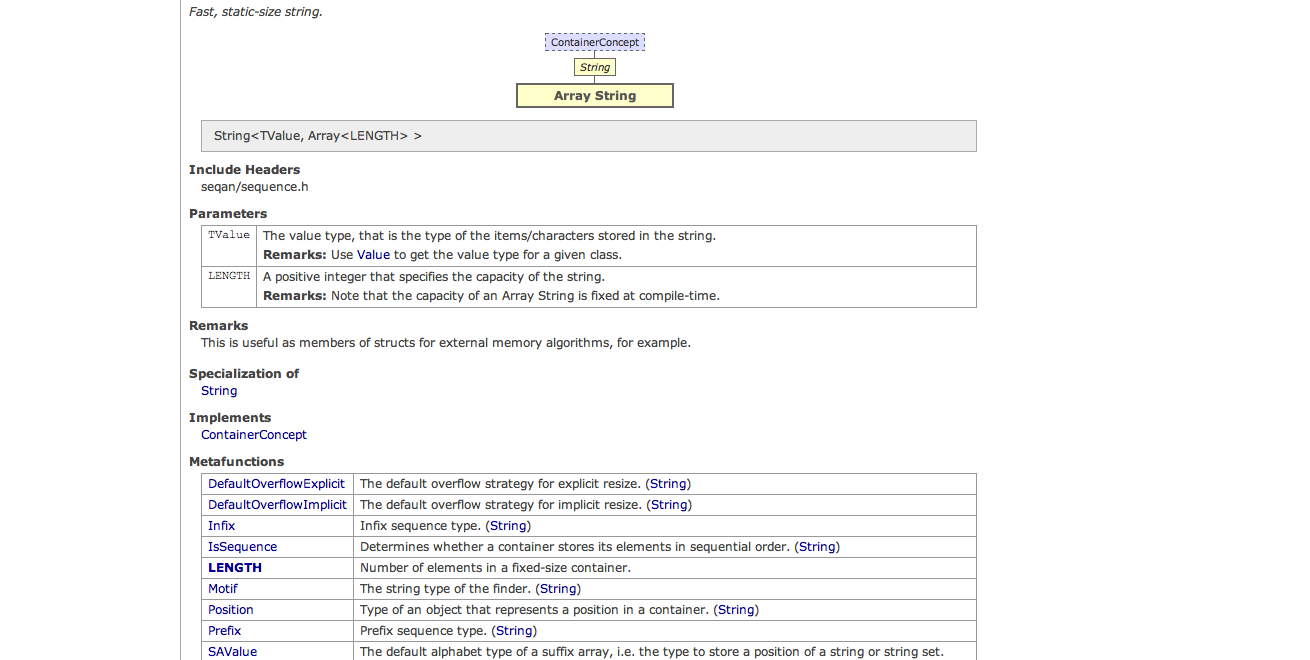 Fast, static-size string.
ContainerConcept
String
Array String
String<TValue, Array<LENGTH> >
Include Headers
seqan/sequence.h
Parameters
TValue The value type, that is the type of the items/characters stored in the string.
Remarks: Use Value to get the value type for a given class.
LENGTH A positive integer that specifies the capacity of the string.
Remarks: Note that the capacity of an Array String is fixed at compile-time.
Remarks
This is useful as members of structs for external memory algorithms, for example.
Specialization of
String
Implements
ContainerConcept
Metafunctions
DefaultOverflowExplicit The default overflow strategy for explicit resize. (String)
DefaultOverflowImplicit The default overflow strategy for implicit resize. (String)
Infix Infix sequence type. (String)
IsSequence Determines whether a container stores its elements in sequential order. (String)
LENGTH Number of elements in a fixed-size container.
Motif The string type of the finder. (String)
Position Type of an object that represents a position in a container. (String)
Prefix Prefix sequence type. (String)
SAValue The default alphabet type of a suffix array, i.e. the type to store a position of a string or string set.